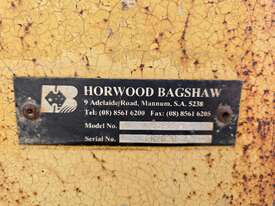 HORWOOD BAGSHAW
9 Adelaide Road, Mannum, S.A. 5238
Tel: (08) 8561 6200 Fax: (08) 8561 6205
Model No.
Serial No.